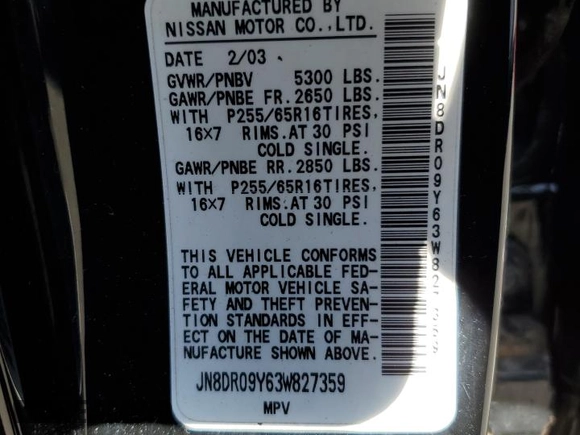 MANUFACTURED BY
NISSAN MOTOR CO.,LTD.
DATE 2/03
GVWR/PNBV 5300 LBS.
GAWR/PNBE FR. 2650 LBS.
WITH P255/65R16TIRES,
16X7 RIMS. AT 30 PSI
COLD SINGLE.
GAWR/PNBE RR. 2850 LBS.
WITH P255/65R16TIRES,
16X7 RIMS. AT 30 PSI
COLD SINGLE.
THIS VEHICLE CONFORMS
TO ALL APPLICABLE FED-
ERAL MOTOR VEHICLE SA-
FETY AND THEFT PREVEN-
TION STANDARDS IN EFF-
ECT ON THE DATE OF MA-
NUFACTURE SHOWN ABOVE.
JN8DR09Y63W827359
MPV
JN8DR09Y63W827359